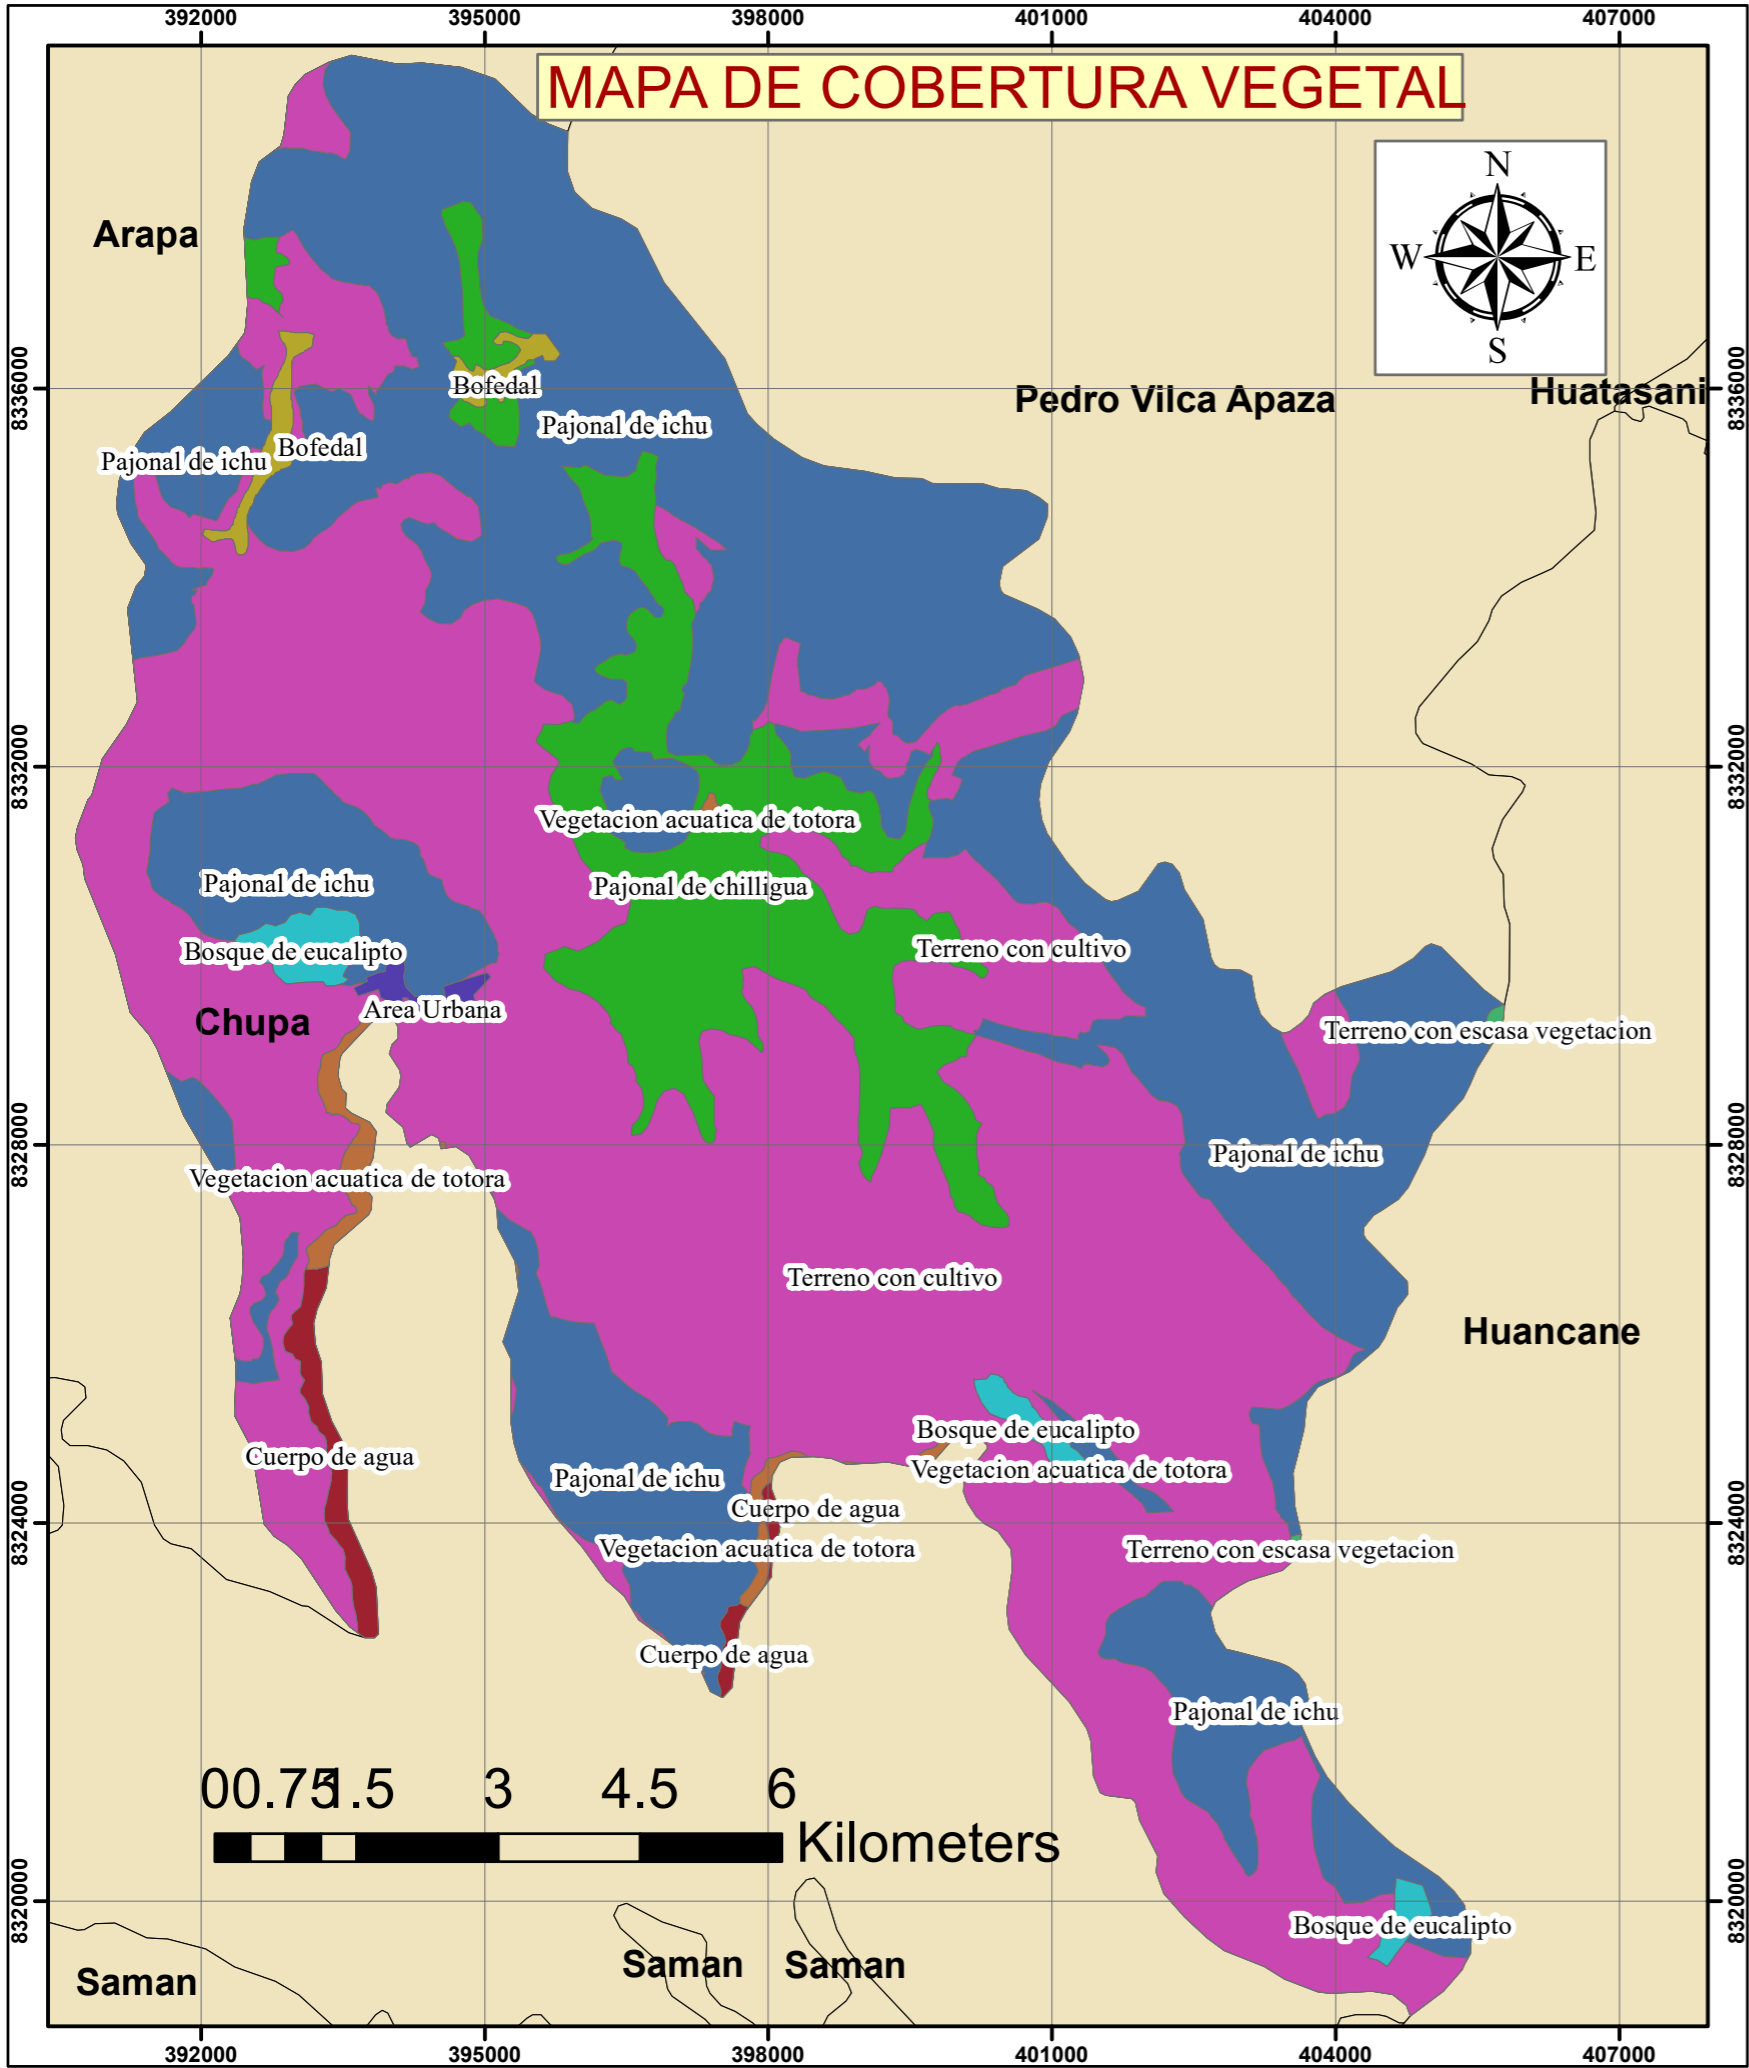 392000 395000 398000 401000 404000 407000
MAPA DE COBERTURA VEGETAL
N
W E
S
Arapa
8336000 8336000
Pedro Vilca Apaza
Huatasani
Bofedal
Pajonal de ichu
Bofedal
Pajonal de ichu
8332000 8332000
Vegetacion acuatica de totora
Pajonal de ichu
Pajonal de chilligua
Bosque de eucalipto
Terreno con cultivo
Area Urbana
Chupa
Terreno con escasa vegetacion
8328000 8328000
Pajonal de ichu
Vegetacion acuatica de totora
Terreno con cultivo
Huancane
Bosque de eucalipto
Cuerpo de agua
Vegetacion acuatica de totora
Pajonal de ichu
Cuerpo de agua
8324000 8324000
Vegetacion acuatica de totora
Terreno con escasa vegetacion
Cuerpo de agua
Pajonal de ichu
0 0.75 1.5 3 4.5 6
Kilometers
8320000 8320000
Bosque de eucalipto
Saman
Saman
Saman
392000 395000 398000 401000 404000 407000